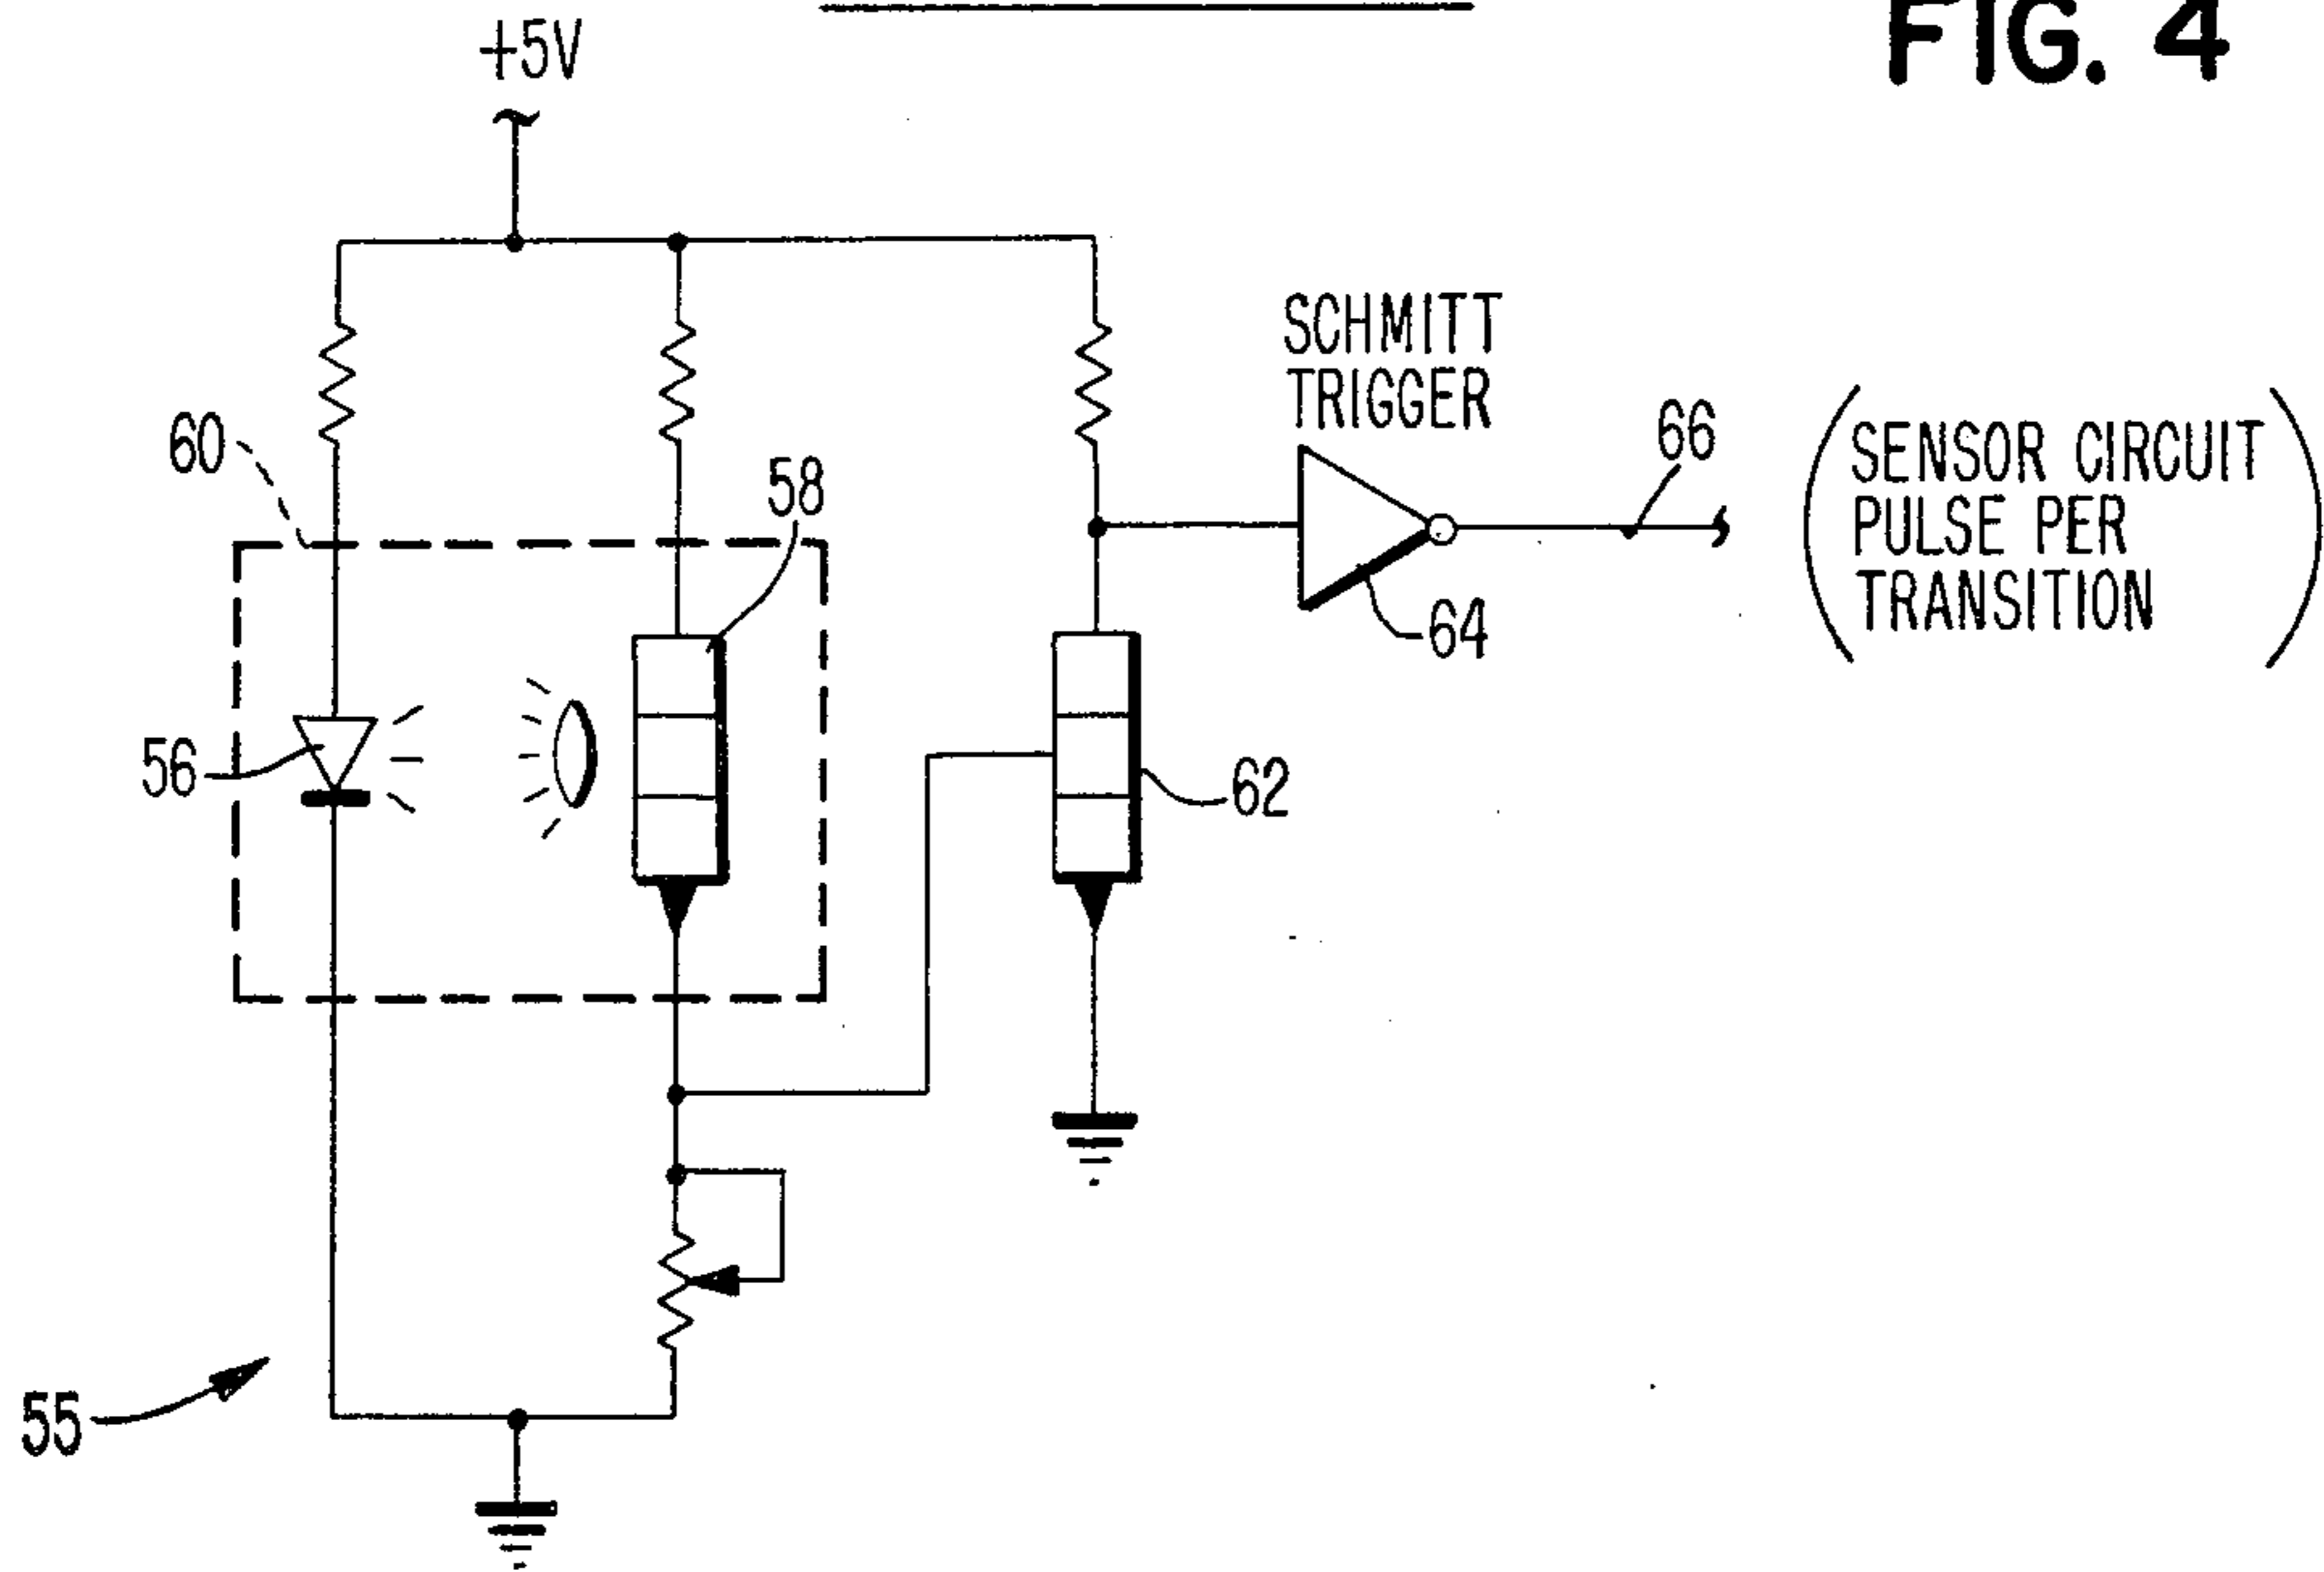 FIG. 4
+5V
SCHMITT
TRIGGER
60
58
66
SENSOR CIRCUIT
PULSE PER
TRANSITION
64
56
62
55